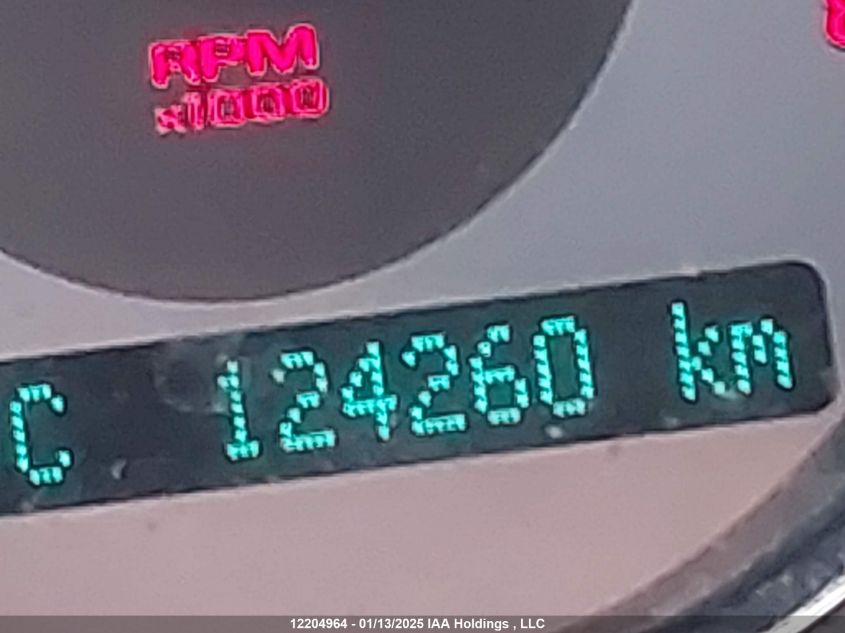 RPM
x1000
C 124260 km
12204964 - 01/13/2025 IAA Holdings , LLC